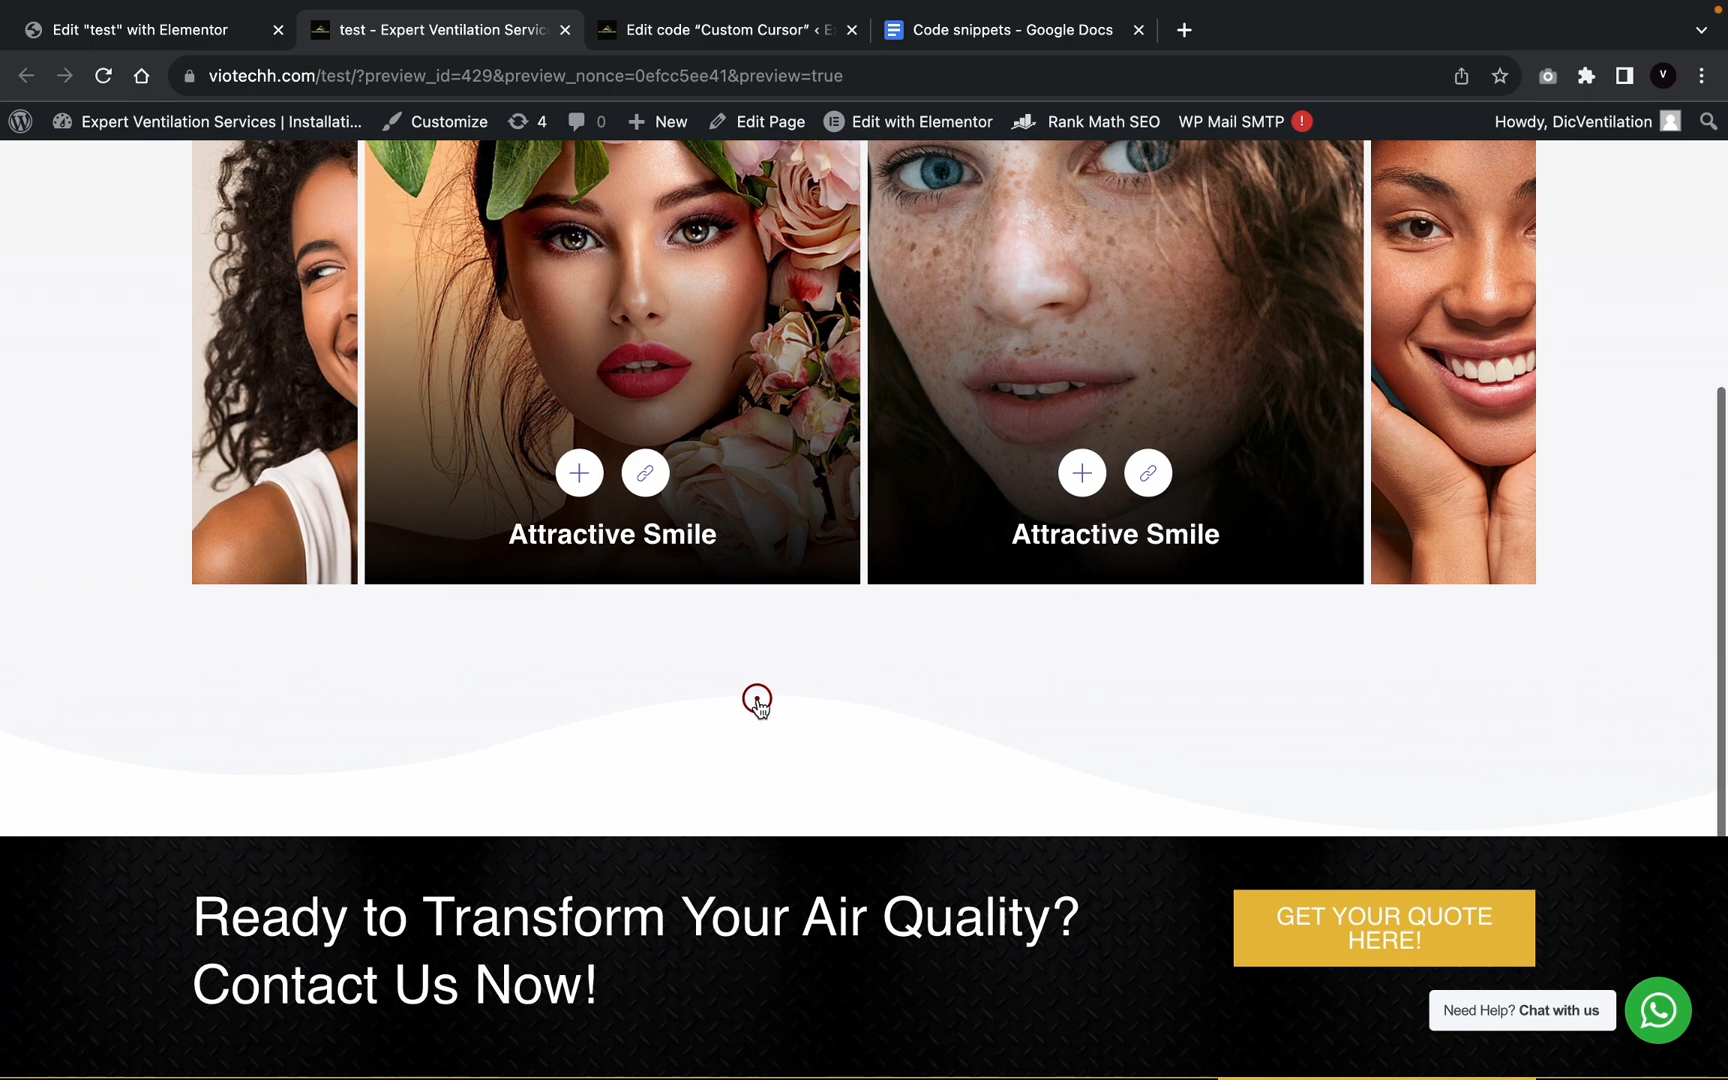 Edit "test" with Elementor
test - Expert Ventilation Servic
Edit code “Custom Cursor” ‹ E
Code snippets - Google Docs
viotechh.com/test/?preview_id=429&preview_nonce=0efcc5ee41&preview=true
V
Expert Ventilation Services | Installati...
Customize
4
0
New
Edit Page
Edit with Elementor
Rank Math SEO
WP Mail SMTP !
Howdy, DicVentilation
Attractive Smile
Attractive Smile
Ready to Transform Your Air Quality?
Contact Us Now!
GET YOUR QUOTE
HERE!
Need Help? Chat with us